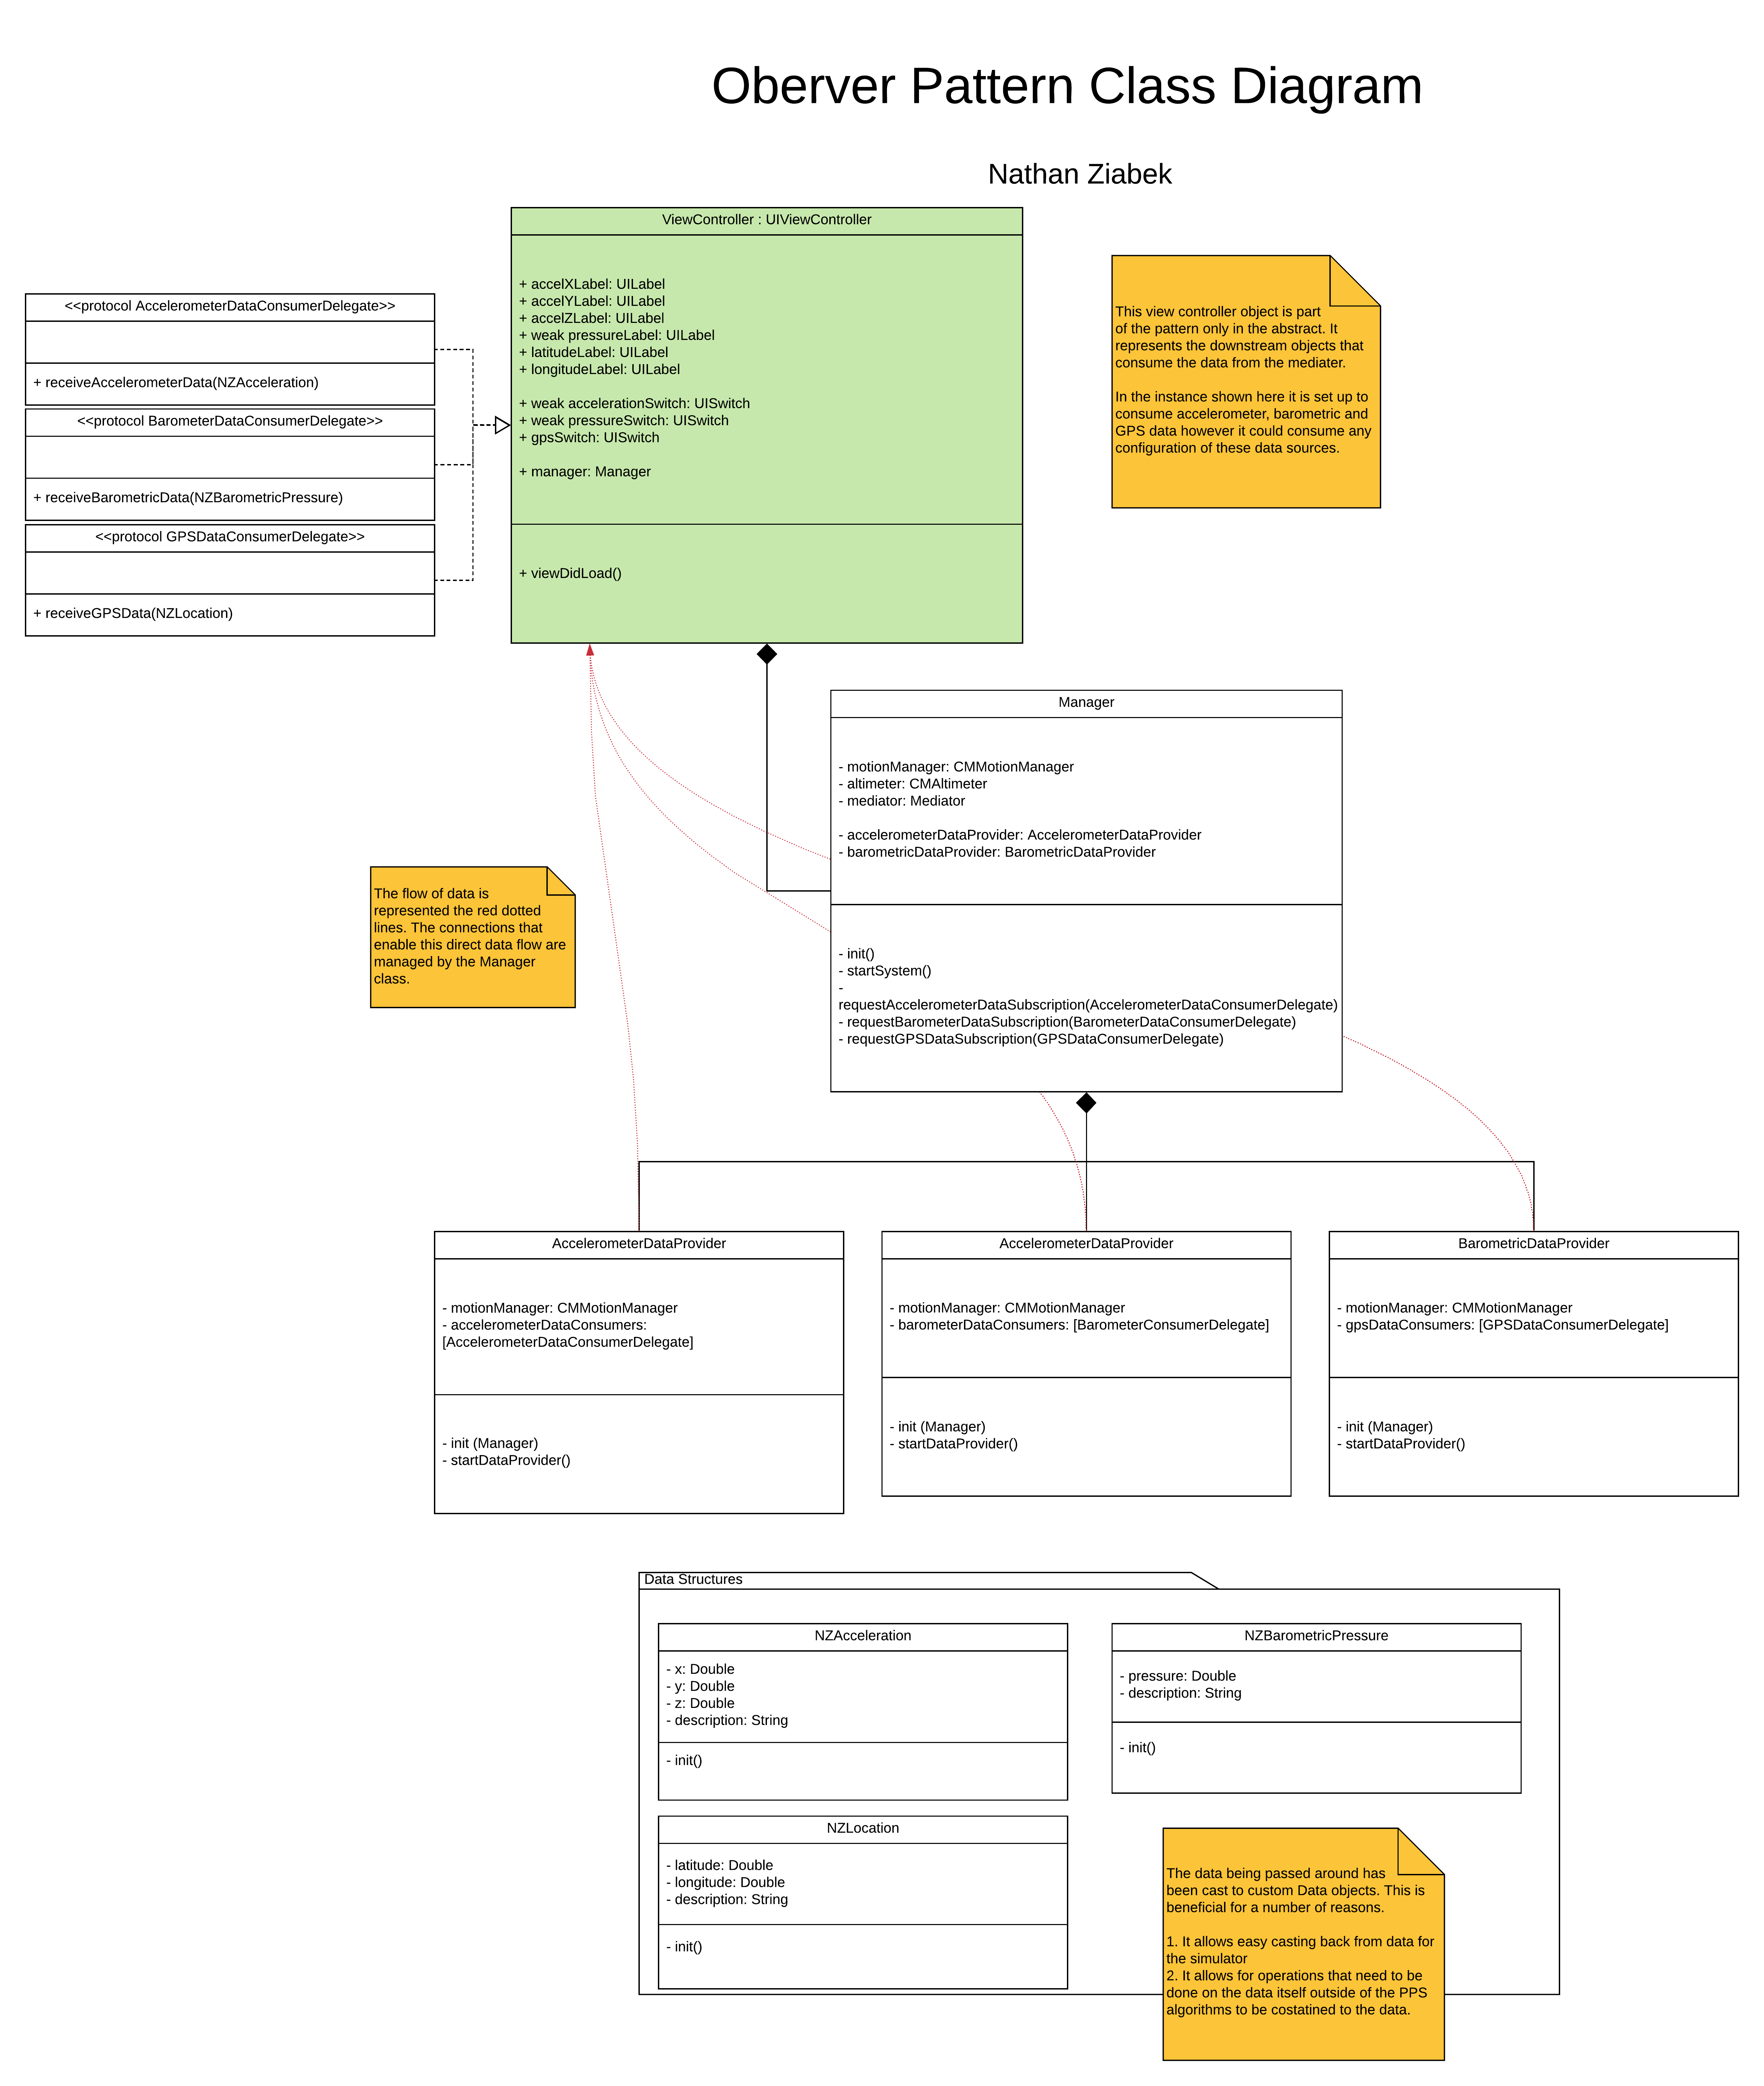 Oberver Pattern Class Diagram
Nathan Ziabek
ViewController : UIViewController
+ accelXLabel: UILabel
+ accelYLabel: UILabel
+ accelZLabel: UILabel
+ weak pressureLabel: UILabel
+ latitudeLabel: UILabel
+ longitudeLabel: UILabel
+ weak accelerationSwitch: UISwitch
+ weak pressureSwitch: UISwitch
+ gpsSwitch: UISwitch
+ manager: Manager
+ viewDidLoad()
<<protocol AccelerometerDataConsumerDelegate>>
+ receiveAccelerometerData(NZAcceleration)
<<protocol BarometerDataConsumerDelegate>>
+ receiveBarometricData(NZBarometricPressure)
<<protocol GPSDataConsumerDelegate>>
+ receiveGPSData(NZLocation)
This view controller object is part
of the pattern only in the abstract. It
represents the downstream objects that
consume the data from the mediater.
In the instance shown here it is set up to
consume accelerometer, barometric and
GPS data however it could consume any
configuration of these data sources.
Manager
- motionManager: CMMotionManager
- altimeter: CMAltimeter
- mediator: Mediator
- accelerometerDataProvider: AccelerometerDataProvider
- barometricDataProvider: BarometricDataProvider
- init()
- startSystem()
-
requestAccelerometerDataSubscription(AccelerometerDataConsumerDelegate)
- requestBarometerDataSubscription(BarometerDataConsumerDelegate)
- requestGPSDataSubscription(GPSDataConsumerDelegate)
The flow of data is
represented the red dotted
lines. The connections that
enable this direct data flow are
managed by the Manager
class.
AccelerometerDataProvider
- motionManager: CMMotionManager
- accelerometerDataConsumers:
[AccelerometerDataConsumerDelegate]
- init (Manager)
- startDataProvider()
AccelerometerDataProvider
- motionManager: CMMotionManager
- barometerDataConsumers: [BarometerConsumerDelegate]
- init (Manager)
- startDataProvider()
BarometricDataProvider
- motionManager: CMMotionManager
- gpsDataConsumers: [GPSDataConsumerDelegate]
- init (Manager)
- startDataProvider()
Data Structures
NZAcceleration
- x: Double
- y: Double
- z: Double
- description: String
- init()
NZBarometricPressure
- pressure: Double
- description: String
- init()
NZLocation
- latitude: Double
- longitude: Double
- description: String
- init()
The data being passed around has
been cast to custom Data objects. This is
beneficial for a number of reasons.
1. It allows easy casting back from data for
the simulator
2. It allows for operations that need to be
done on the data itself outside of the PPS
algorithms to be costatined to the data.